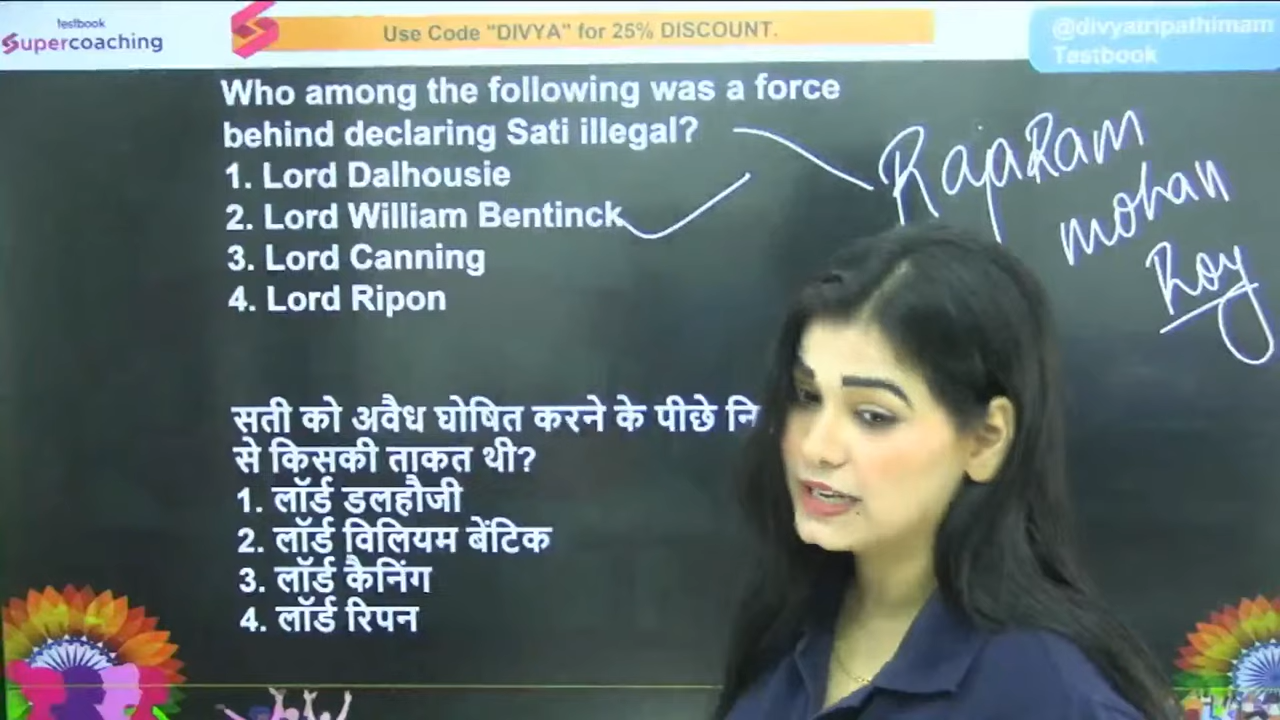 testbook
Supercoaching
Use Code "DIVYA" for 25% DISCOUNT.
@divyatripathimam
Testbook
Who among the following was a force
behind declaring Sati illegal?
1. Lord Dalhousie
2. Lord William Bentinck
3. Lord Canning
4. Lord Ripon
RajaRam
mohan
Roy
सती को अवैध घोषित करने के पीछे
से किसकी ताकत थी?
1. लॉर्ड डलहौजी
2. लॉर्ड विलियम बेंटिक
3. लॉर्ड कैनिंग
4. लॉर्ड रिपन